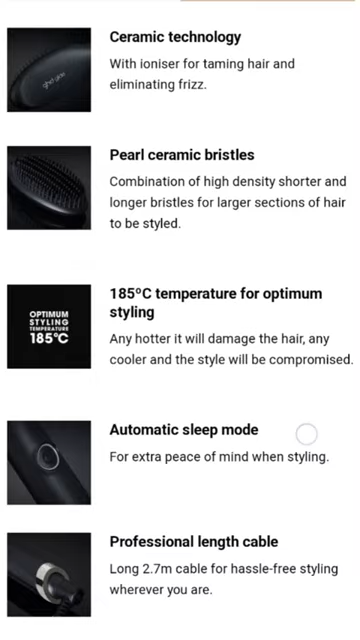 Ceramic technology
With ioniser for taming hair and
eliminating frizz.
ghd glide
Pearl ceramic bristles
Combination of high density shorter and
longer bristles for larger sections of hair
to be styled.
185ºC temperature for optimum
styling
OPTIMUM
STYLING
TEMPERATURE
185°C
Any hotter it will damage the hair, any
cooler and the style will be compromised.
Automatic sleep mode
For extra peace of mind when styling.
Professional length cable
Long 2.7m cable for hassle-free styling
wherever you are.